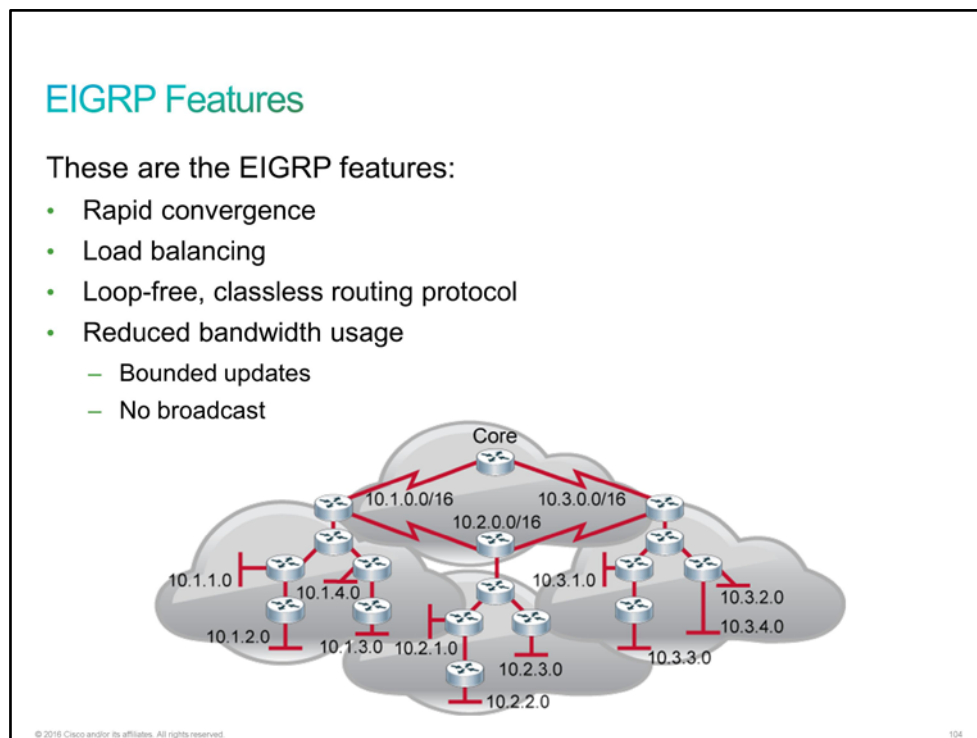 EIGRP Features
These are the EIGRP features:
• Rapid convergence
• Load balancing
• Loop-free, classless routing protocol
• Reduced bandwidth usage
– Bounded updates
– No broadcast
Core
10.1.0.0/16
10.3.0.0/16
10.2.0.0/16
10.1.1.0
10.1.4.0
10.3.1.0
10.3.2.0
10.1.2.0
10.1.3.0
10.2.1.0
10.2.3.0
10.3.4.0
10.3.3.0
10.2.2.0
© 2016 Cisco and/or its affiliates. All rights reserved.
104